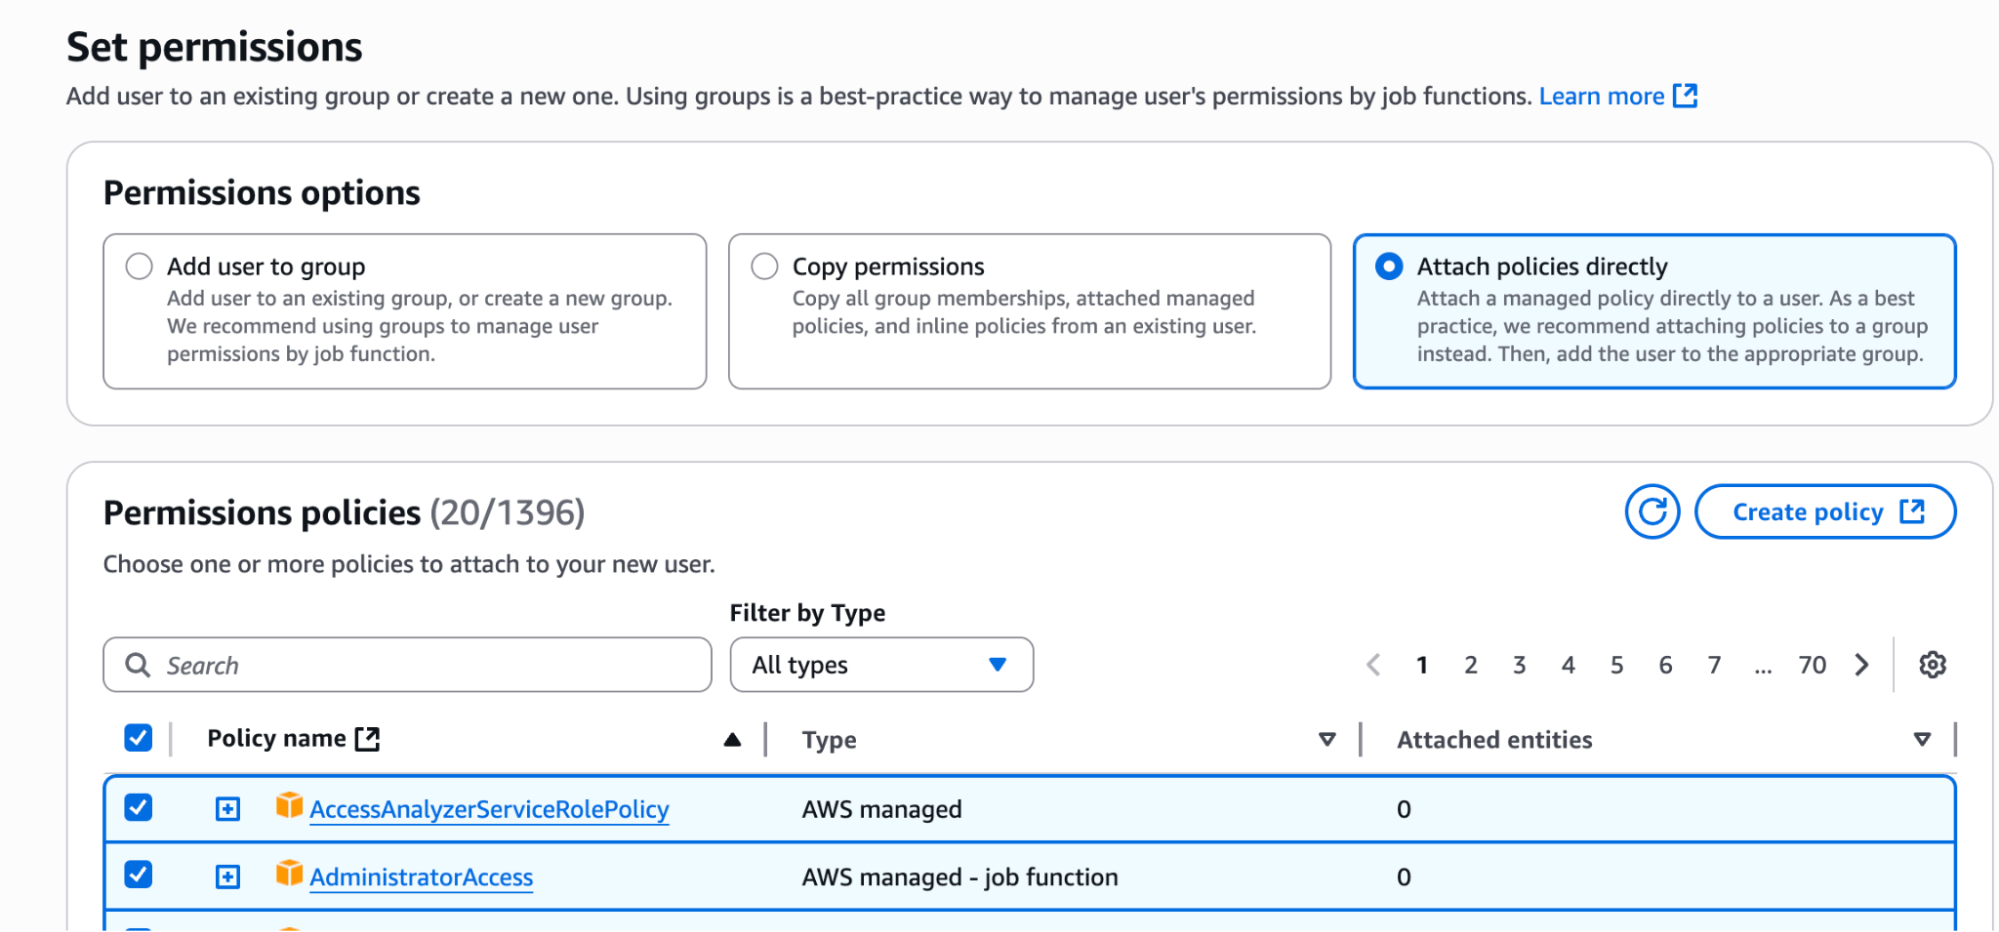 Set permissions
Add user to an existing group or create a new one. Using groups is a best-practice way to manage user's permissions by job functions. Learn more
Permissions options
Add user to group
Add user to an existing group, or create a new group.
We recommend using groups to manage user
permissions by job function.
Copy permissions
Copy all group memberships, attached managed
policies, and inline policies from an existing user.
Attach policies directly
Attach a managed policy directly to a user. As a best
practice, we recommend attaching policies to a group
instead. Then, add the user to the appropriate group.
Permissions policies (20/1396)
Create policy
Choose one or more policies to attach to your new user.
Filter by Type
Search
All types
1 2 3 4 5 6 7 ... 70
Policy name Type Attached entities
AccessAnalyzerServiceRolePolicy AWS managed 0
AdministratorAccess AWS managed - job function 0